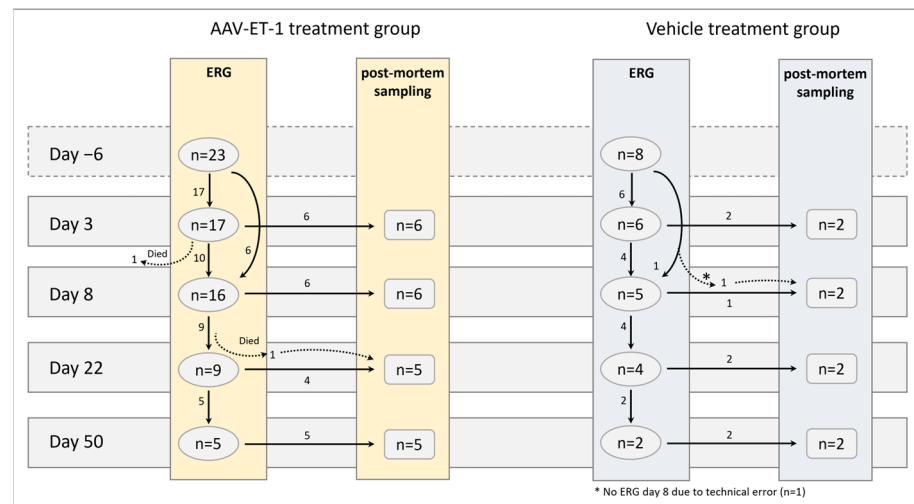 AAV-ET-1 treatment group
Vehicle treatment group
ERG
post-mortem
sampling
ERG
post-mortem
sampling
Day −6
n=23
n=8
17
6
Day 3
n=17
6
n=6
n=6
2
n=2
Died
1
10
6
4
1
*
Day 8
n=16
6
n=6
n=5
1
1
n=2
9
Died
1
4
Day 22
n=9
4
n=5
n=4
2
n=2
5
2
Day 50
n=5
5
n=5
n=2
2
n=2
* No ERG day 8 due to technical error (n=1)